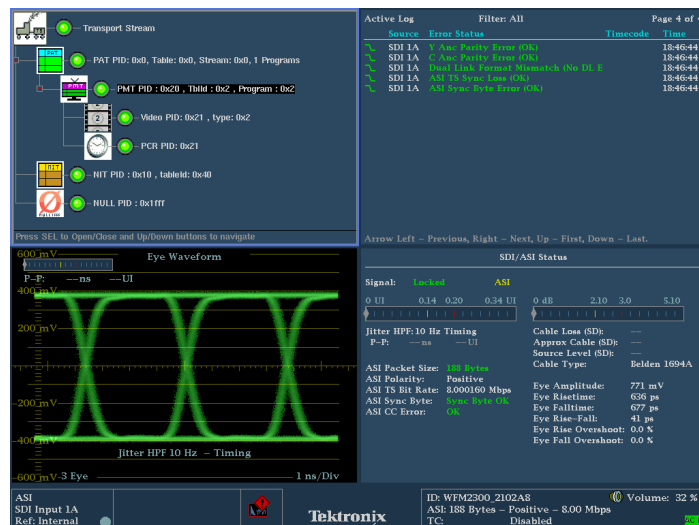 Transport Stream
PAT
PAT PID: 0x0, Table: 0x0, Stream: 0x0, 1 Programs
PMT
PMT PID : 0x20 , TblId : 0x2 , Program : 0x2
2
Video PID: 0x21 , type: 0x2
PCR PID: 0x21
NIT
NIT PID : 0x10 , tableId: 0x40
NULL PID : 0x1fff
Press SEL to Open/Close and Up/Down buttons to navigate
Active Log Filter: All Page 4 of
Source Error Status Timecode Time
SDI 1A Y Anc Parity Error (OK) 18:46:44
SDI 1A C Anc Parity Error (OK) 18:46:44
SDI 1A Dual Link Format Mismatch (No DL E 18:46:44
SDI 1A ASI TS Sync Loss (OK) 18:46:44
SDI 1A ASI Sync Byte Error (OK) 18:46:44
Arrow Left – Previous, Right – Next, Up – First, Down – Last.
600 mV
Eye Waveform
P-P: --ns --UI
400 mV
200 mV
-200 mV
-400 mV
Jitter HPF 10 Hz - Timing
-600 mV -3 Eye 1 ns/Div
SDI/ASI Status
Signal: Locked ASI
0 UI 0.14 0.20 0.34 UI
0 dB 2.10 3.0 5.10
Jitter HPF: 10 Hz Timing
P-P: -- ns -- UI
Cable Loss (SD): --
Approx Cable (SD): --
Source Level (SD): --
Cable Type: Belden 1694A
ASI Packet Size: 188 Bytes
ASI Polarity: Positive
ASI TS Bit Rate: 8.000160 Mbps
ASI Sync Byte: Sync Byte OK
ASI CC Error: OK
Eye Amplitude: 771 mV
Eye Risetime: 636 ps
Eye Falltime: 677 ps
Eye Rise-Fall: 41 ps
Eye Rise Overshoot: 0.0 %
Eye Fall Overshoot: 0.0 %
ASI
SDI Input 1A
Ref: Internal
Tektronix
ID: WFM2300_2102A8 Volume: 32 %
ASI: 188 Bytes – Positive – 8.00 Mbps
TC: Disabled